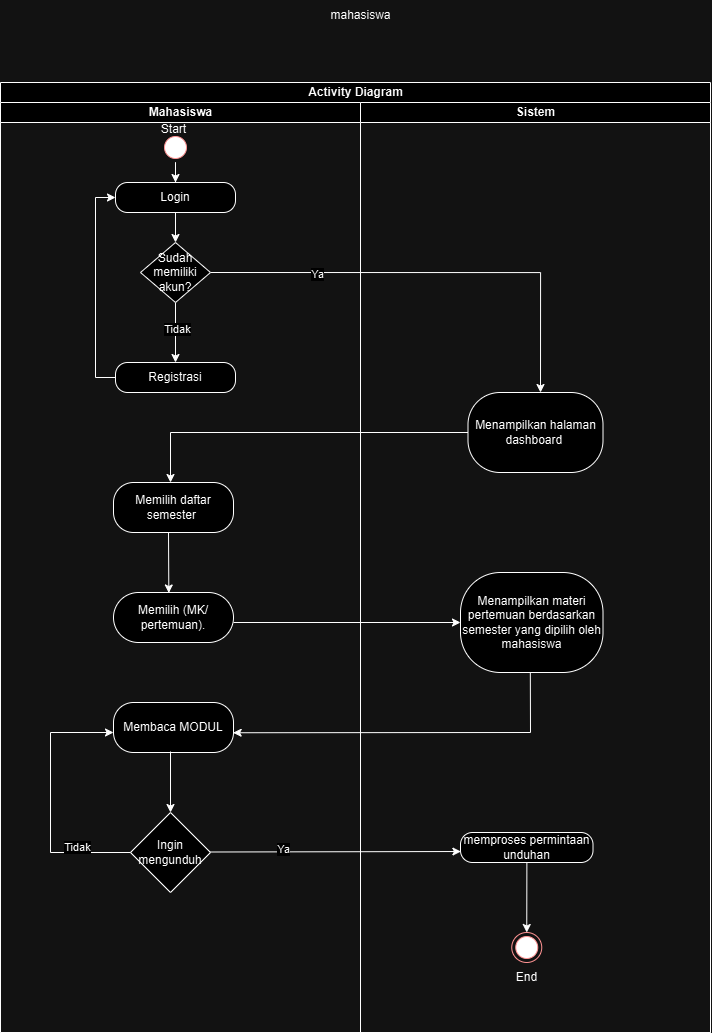 mahasiswa
Activity Diagram
Mahasiswa
Sistem
Start
Login
Sudah
memiliki
akun?
Ya
Tidak
Registrasi
Menampilkan halaman
dashboard
Memilih daftar
semester
Memilih (MK/
pertemuan).
Menampilkan materi
pertemuan berdasarkan
semester yang dipilih oleh
mahasiswa
Membaca MODUL
Ingin
mengunduh
Tidak
Ya
memproses permintaan
unduhan
End